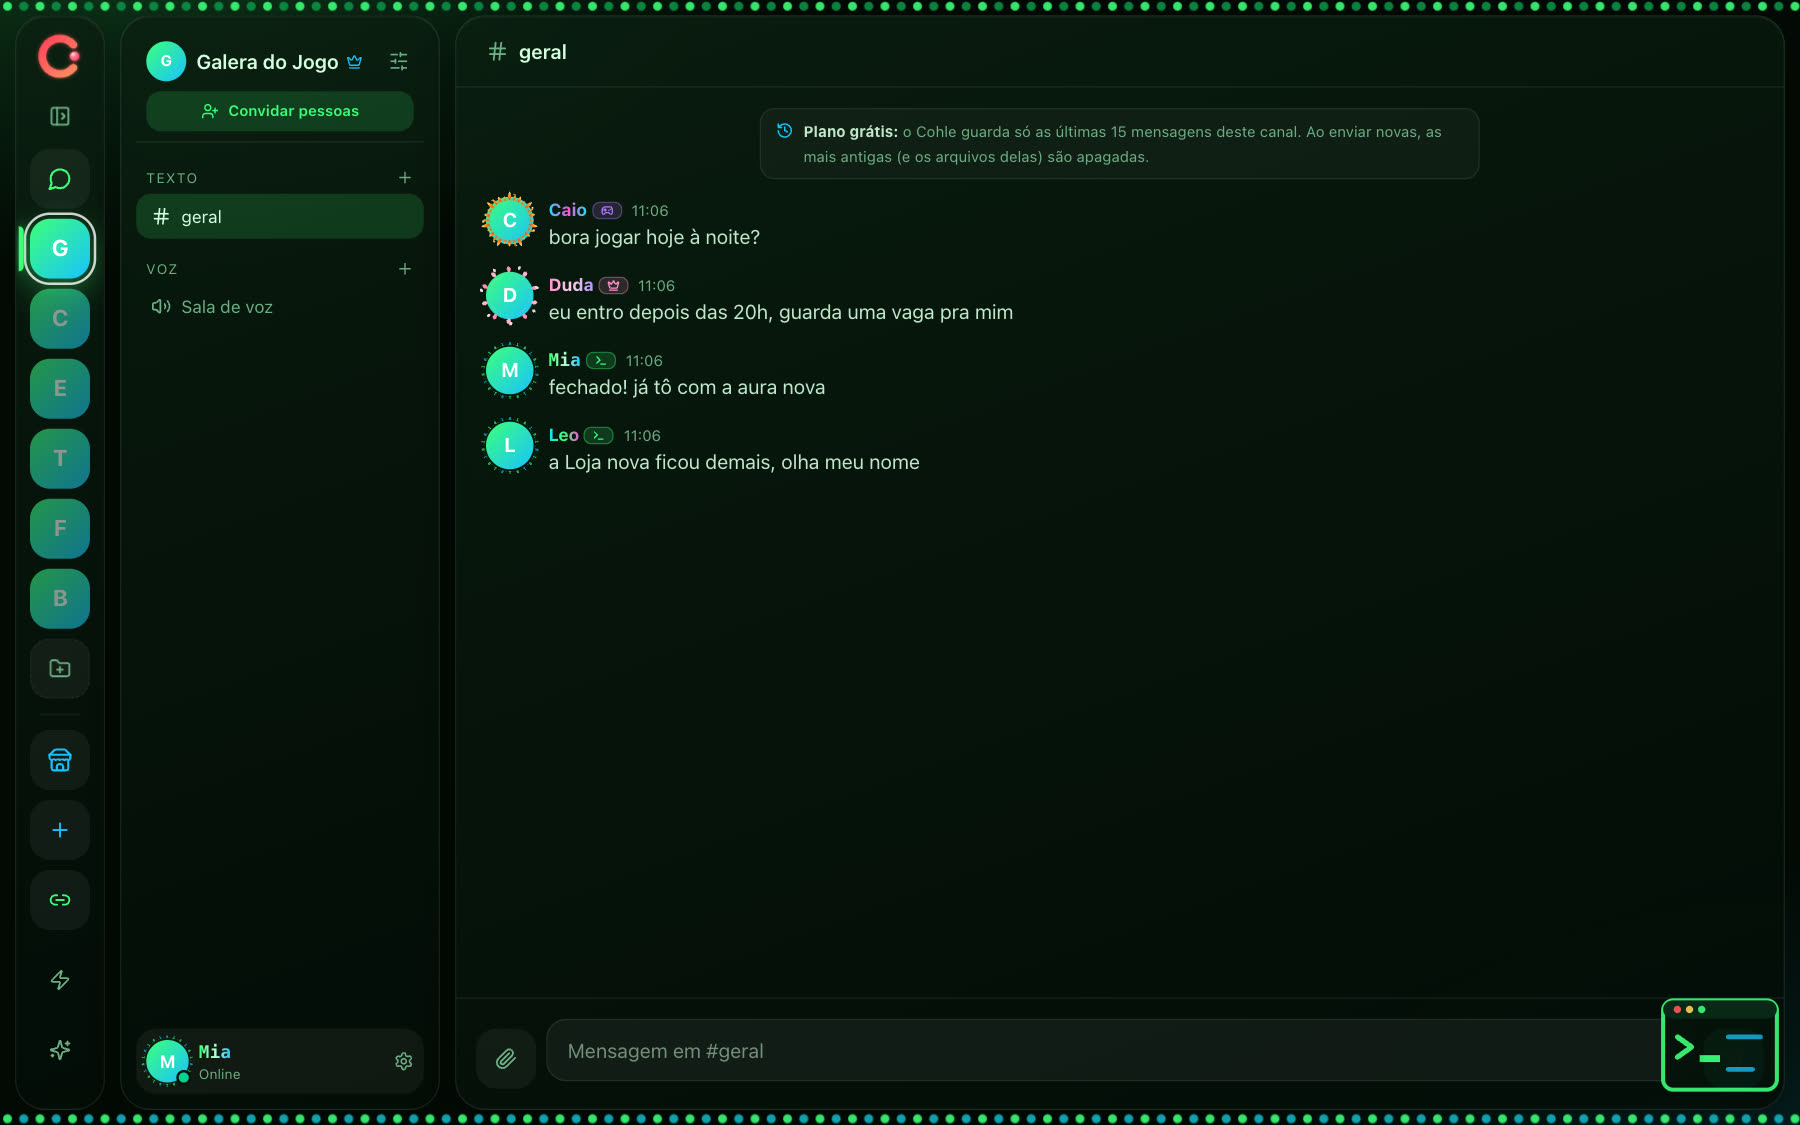 G
Galera do Jogo
Convidar pessoas
TEXTO
geral
VOZ
Sala de voz
G
C
E
T
F
B
M
Mia
Online
geral
Plano grátis: o Cohle guarda só as últimas 15 mensagens deste canal. Ao enviar novas, as
mais antigas (e os arquivos delas) são apagadas.
C
Caio 11:06
bora jogar hoje à noite?
D
Duda 11:06
eu entro depois das 20h, guarda uma vaga pra mim
M
Mia 11:06
fechado! já tô com a aura nova
L
Leo 11:06
a Loja nova ficou demais, olha meu nome
Mensagem em #geral